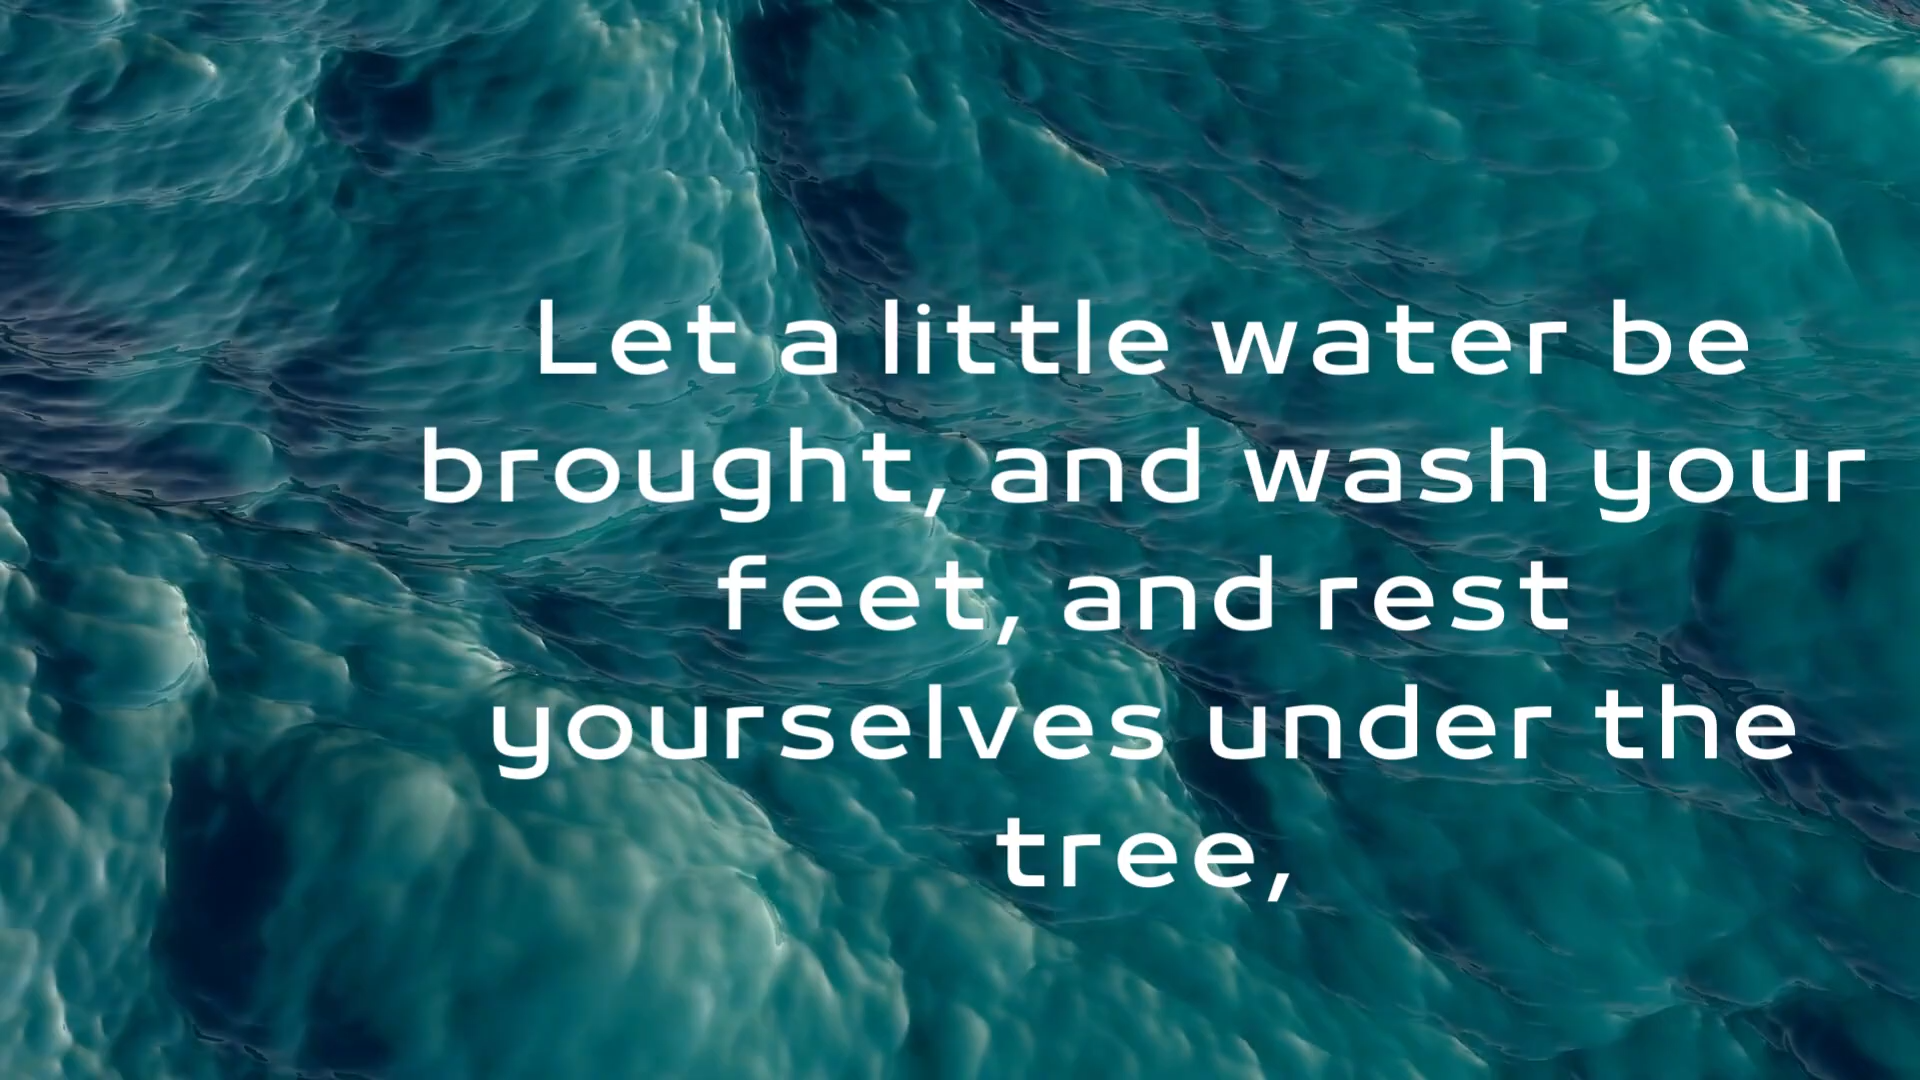 Let a little water be
brought, and wash your
feet, and rest
yourselves under the
tree,